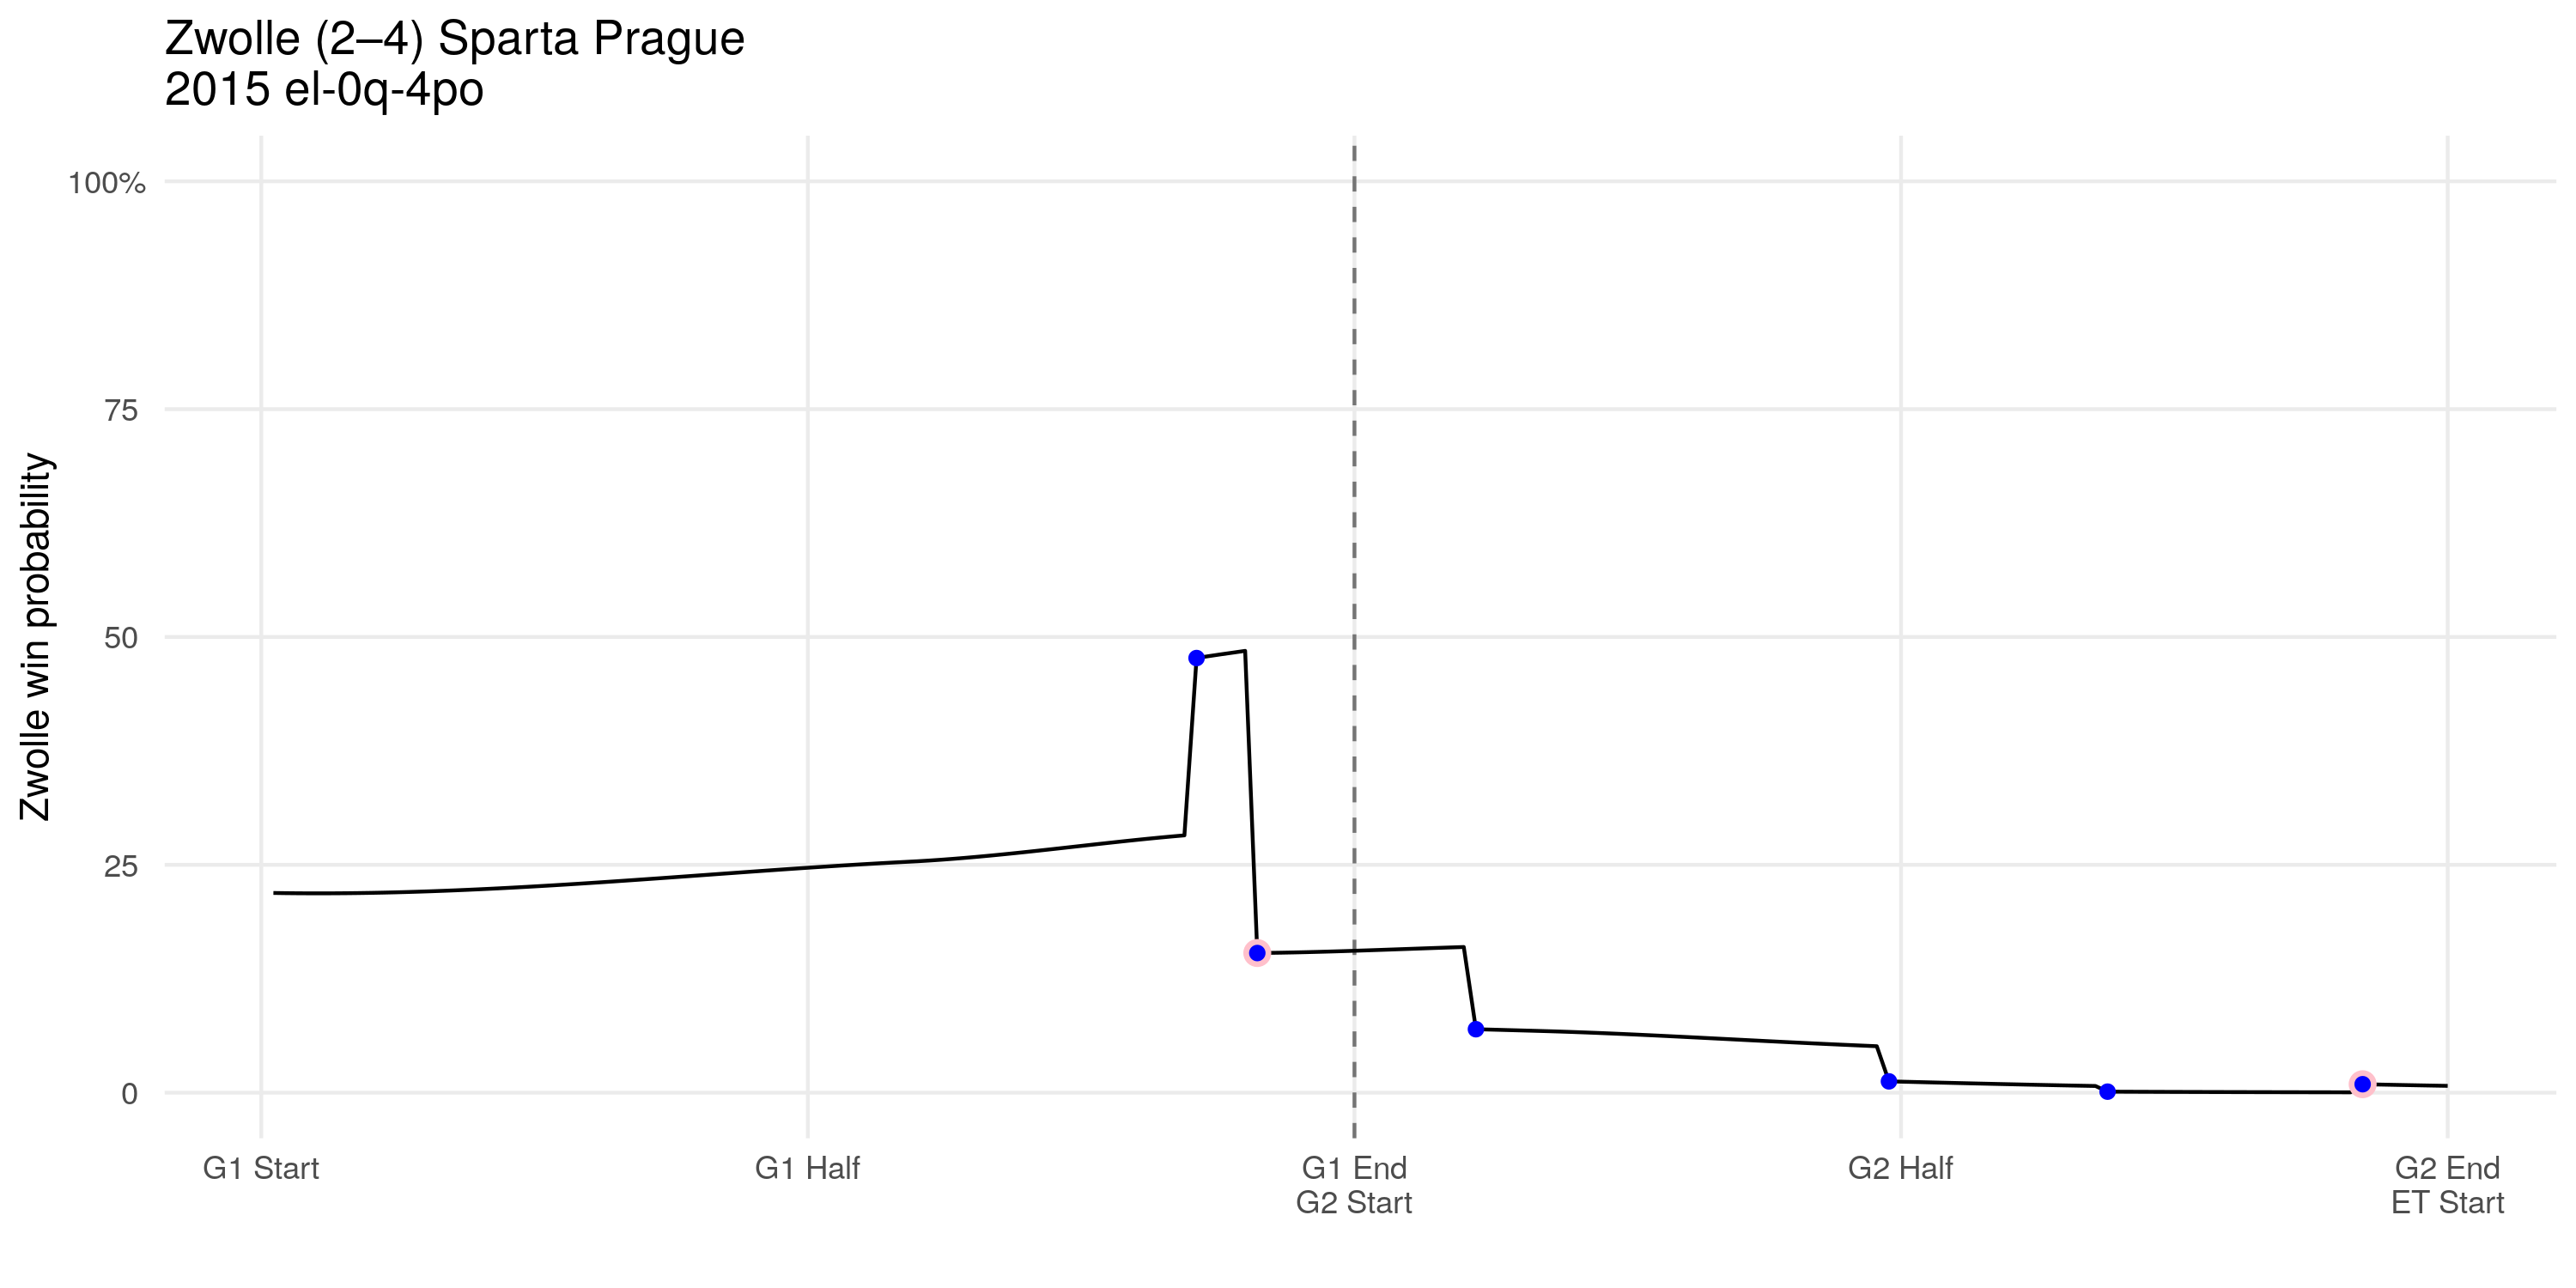 Zwolle (2–4) Sparta Prague
2015 el-0q-4po
Zwolle win probability
100%
75
50
25
0
G1 Start
G1 Half
G1 End
G2 Start
G2 Half
G2 End
ET Start